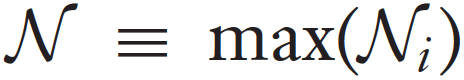 𝒩 ≡ max(𝒩ᵢ)